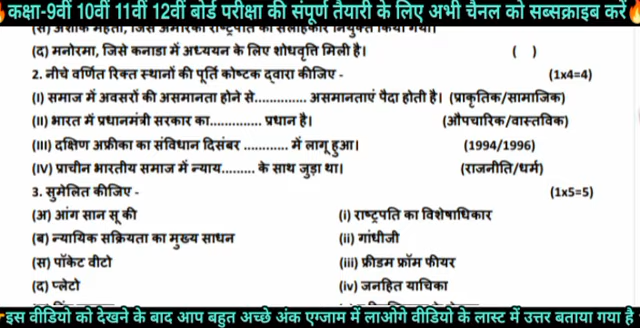 कक्षा-9वीं 10वीं 11वीं 12वीं बोर्ड परीक्षा की संपूर्ण तैयारी के लिए अभी चैनल को सब्सक्राइब करें
(द) मनोरमा, जिसे कनाडा में अध्ययन के लिए शोधवृत्ति मिली है। ( )
2. नीचे वर्णित रिक्त स्थानों की पूर्ति कोष्टक द्वारा कीजिए - (1x4=4)
(I) समाज में अवसरों की असमानता होने से.............. असमानताएं पैदा होती है। (प्राकृतिक/सामाजिक)
(II) भारत में प्रधानमंत्री सरकार का.............. प्रधान है। (औपचारिक/वास्तविक)
(III) दक्षिण अफ्रीका का संविधान दिसंबर ............ में लागू हुआ। (1994/1996)
(IV) प्राचीन भारतीय समाज में न्याय......... के साथ जुड़ा था। (राजनीति/धर्म)
3. सुमेलित कीजिए - (1x5=5)
(अ) आंग सान सू की (i) राष्ट्रपति का विशेषाधिकार
(ब) न्यायिक सक्रियता का मुख्य साधन (ii) गांधीजी
(स) पॉकेट वीटो (iii) फ्रीडम फ्रॉम फीयर
(द) प्लेटो (iv) जनहित याचिका
इस वीडियो को देखने के बाद आप बहुत अच्छे अंक एग्जाम में लाओगे वीडियो के लास्ट में उत्तर बताया गया है